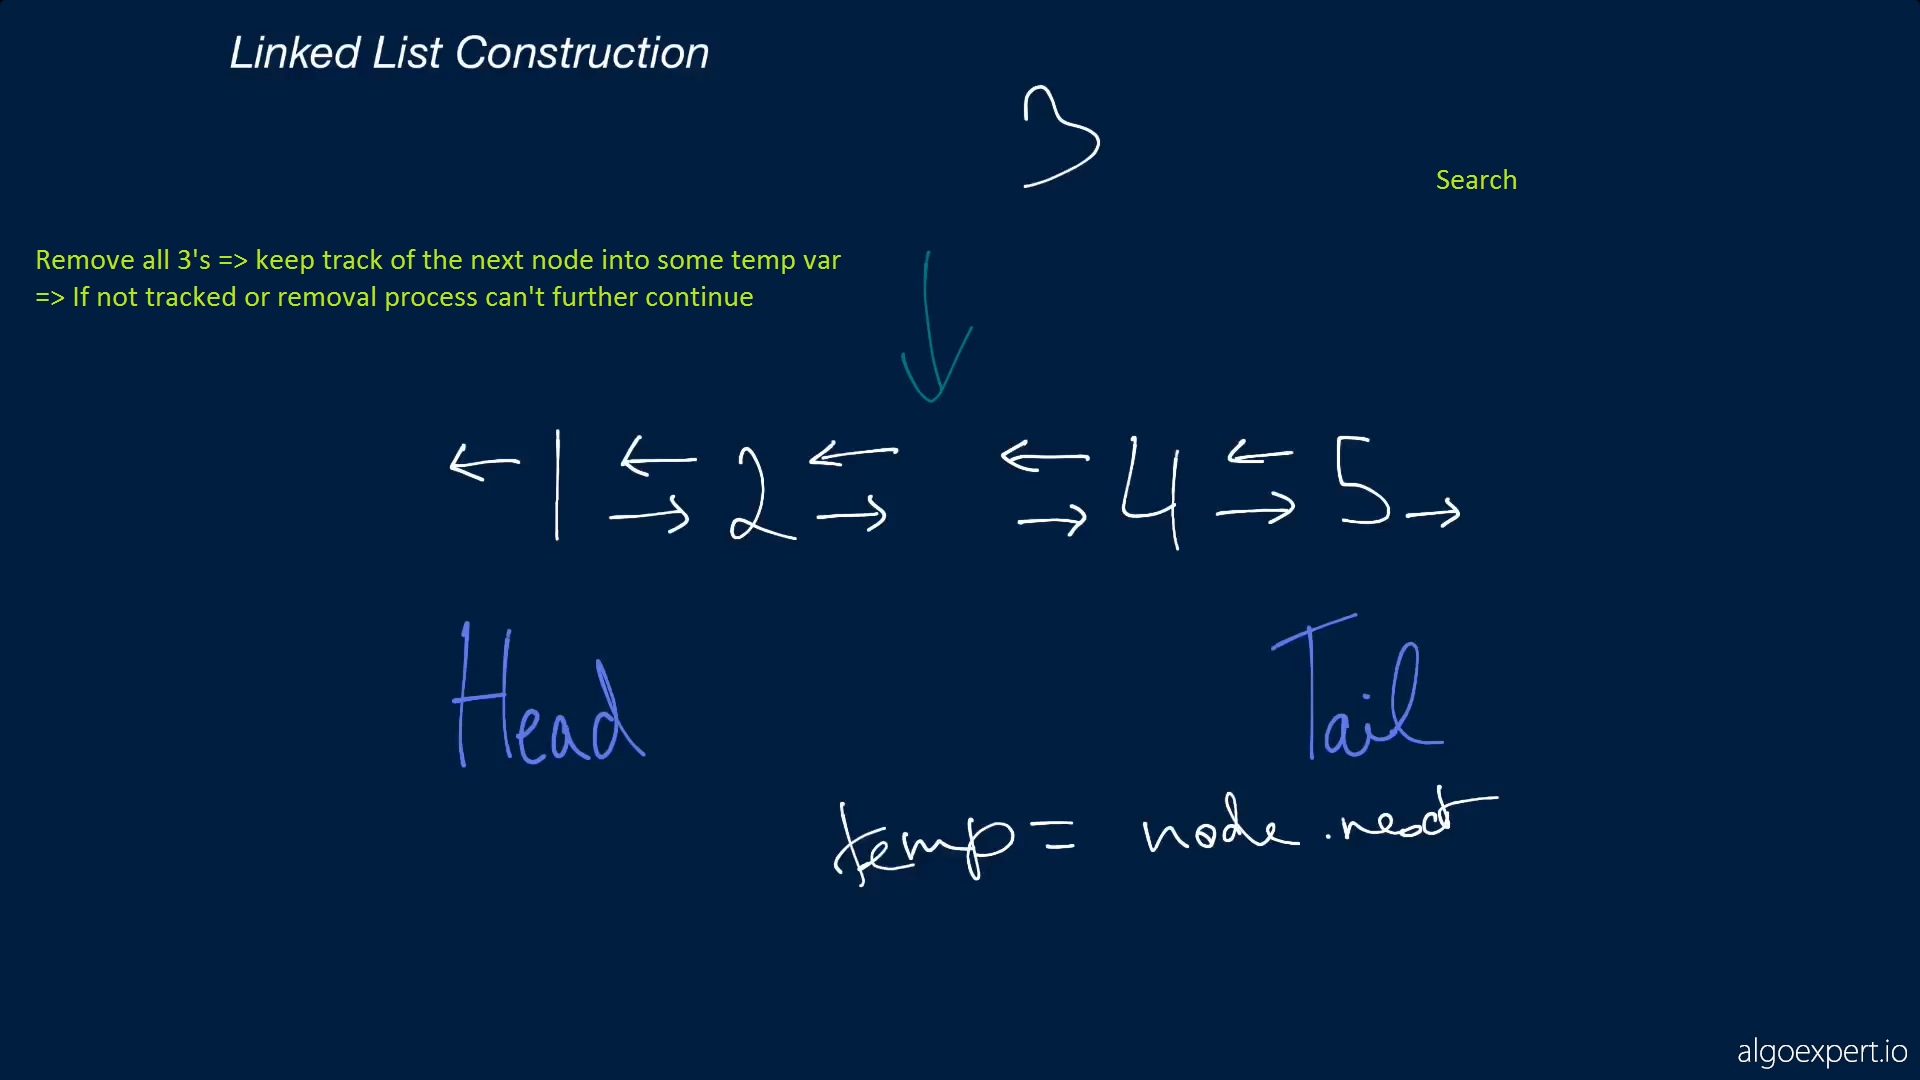 Linked List Construction
3
Search
Remove all 3's => keep track of the next node into some temp var
=> If not tracked or removal process can't further continue
← 1 ← → 2 ← → ← → 4 ← → 5 →
Head Tail
temp = node.next
algoexpert.io